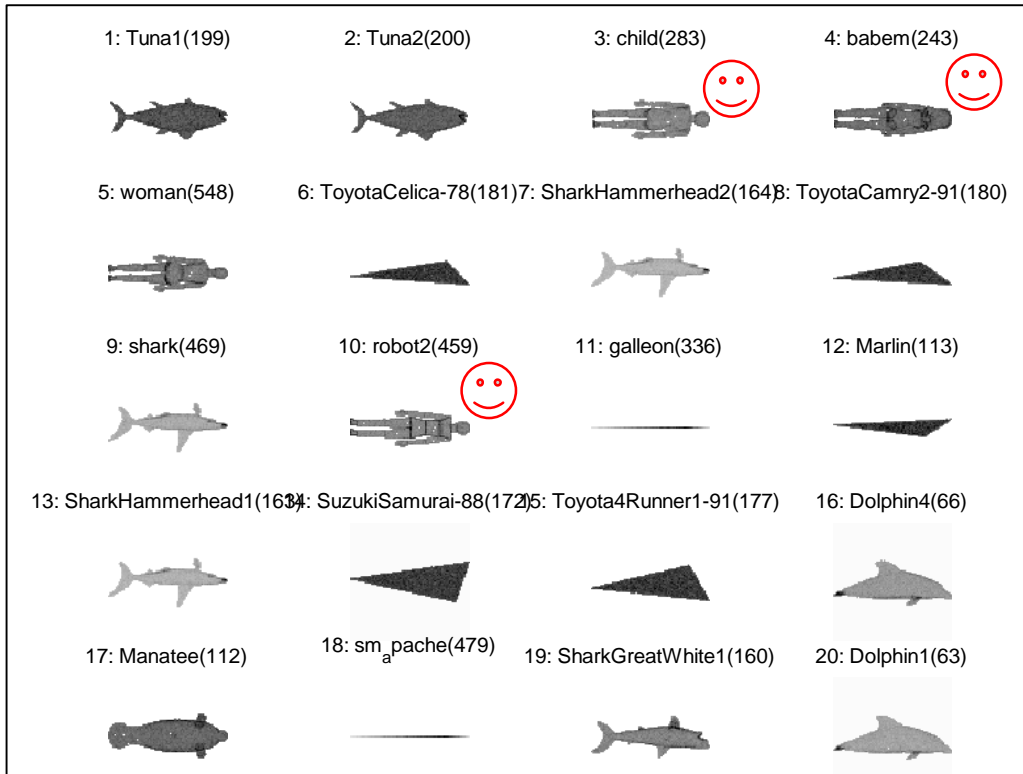 1: Tuna1(199)
2: Tuna2(200)
3: child(283)
4: babem(243)
5: woman(548)
6: ToyotaCelica-78(181)
7: SharkHammerhead2(164)
8: ToyotaCamry2-91(180)
9: shark(469)
10: robot2(459)
11: galleon(336)
12: Marlin(113)
13: SharkHammerhead1(163)
14: SuzukiSamurai-88(172)
15: Toyota4Runner1-91(177)
16: Dolphin4(66)
17: Manatee(112)
18: sm_apache(479)
19: SharkGreatWhite1(160)
20: Dolphin1(63)